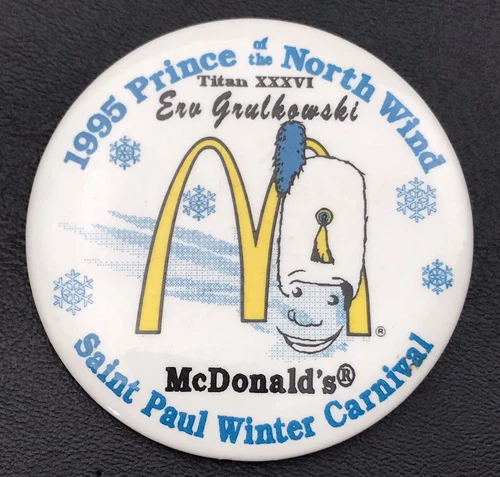 1995 Prince of the North Wind
Titan XXXVI
Erv Grulkowski
®
McDonald's®
Saint Paul Winter Carnival